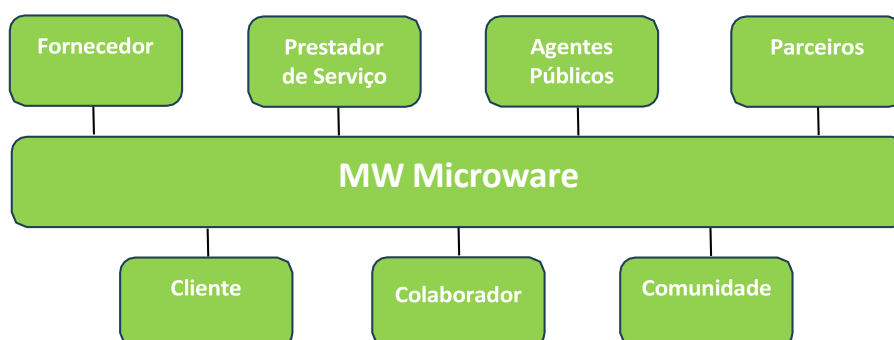 Fornecedor
Prestador
de Serviço
Agentes
Públicos
Parceiros
MW Microware
Cliente
Colaborador
Comunidade